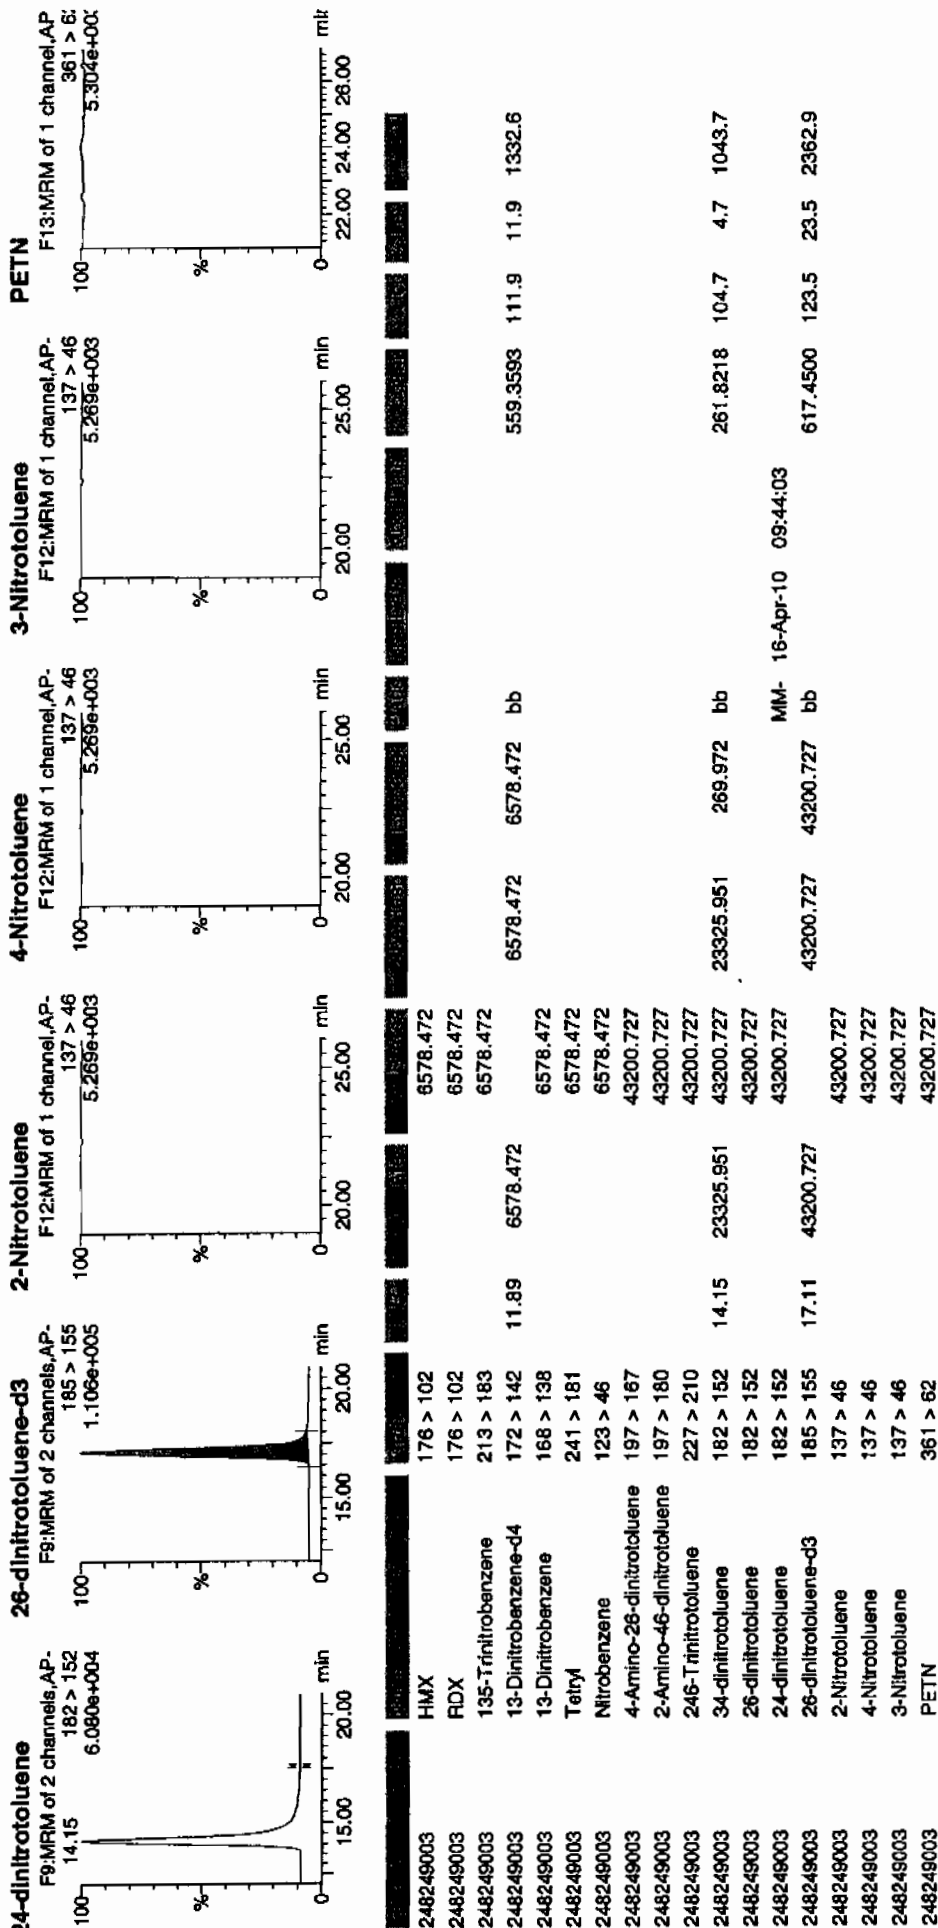 24-dinitrotoluene
F9:MRM of 2 channels,AP-
14.15 182 > 152
6.080e+004
100
%
0
15.00 20.00 min
26-dinitrotoluene-d3
F9:MRM of 2 channels,AP-
185 > 155
1.106e+005
100
%
0
15.00 20.00 min
2-Nitrotoluene
F12:MRM of 1 channel,AP-
137 > 46
5.269e+003
100
%
0
20.00 25.00 min
4-Nitrotoluene
F12:MRM of 1 channel,AP-
137 > 46
5.269e+003
100
%
0
20.00 25.00 min
3-Nitrotoluene
F12:MRM of 1 channel,AP-
137 > 46
5.269e+003
100
%
0
20.00 25.00 min
PETN
F13:MRM of 1 channel,AP
361 > 62
5.304e+00
100
%
0
22.00 24.00 26.00 min
248249003 HMX 176 > 102 6578.472
248249003 RDX 176 > 102 6578.472
248249003 135-Trinitrobenzene 213 > 183 6578.472
248249003 13-Dinitrobenzene-d4 172 > 142 11.89 6578.472 6578.472 6578.472 bb 559.3593 111.9 11.9 1332.6
248249003 13-Dinitrobenzene 168 > 138 6578.472
248249003 Tetryl 241 > 181 6578.472
248249003 Nitrobenzene 123 > 46 6578.472
248249003 4-Amino-26-dinitrotoluene 197 > 167 43200.727
248249003 2-Amino-46-dinitrotoluene 197 > 180 43200.727
248249003 246-Trinitrotoluene 227 > 210 43200.727
248249003 34-dinitrotoluene 182 > 152 14.15 23325.951 43200.727 23325.951 269.972 bb 261.8218 104.7 4.7 1043.7
248249003 26-dinitrotoluene 182 > 152 43200.727
248249003 24-dinitrotoluene 182 > 152 43200.727 MM- 16-Apr-10 09:44:03
248249003 26-dinitrotoluene-d3 185 > 155 17.11 43200.727 43200.727 43200.727 bb 617.4500 123.5 23.5 2362.9
248249003 2-Nitrotoluene 137 > 46 43200.727
248249003 4-Nitrotoluene 137 > 46 43200.727
248249003 3-Nitrotoluene 137 > 46 43200.727
248249003 PETN 361 > 62 43200.727